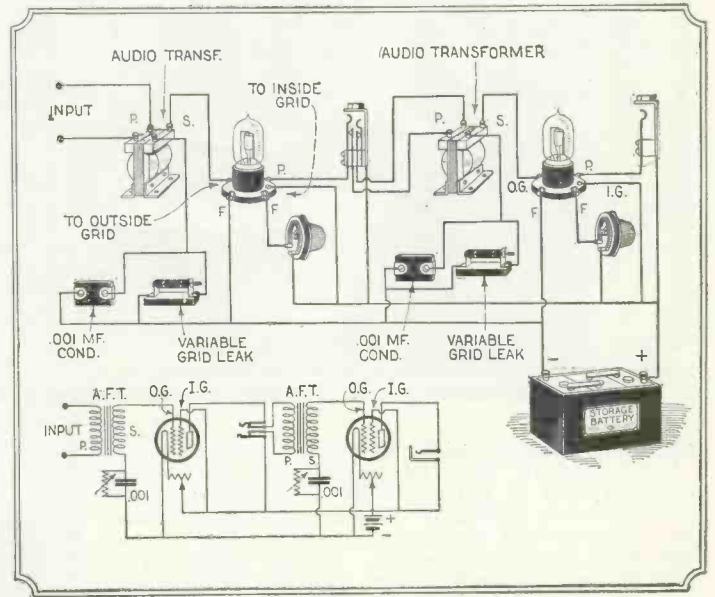 AUDIO TRANSF.
AUDIO TRANSFORMER
TO INSIDE
GRID
INPUT
P.
S.
P.
P.
S.
P.
O.G.
I.G.
F
F
F
F
TO OUTSIDE
GRID
.001 MF.
COND.
VARIABLE
GRID LEAK
.001 MF.
COND.
VARIABLE
GRID LEAK
-
+
STORAGE
BATTERY
A.F.T.
O.G.
I.G.
A.F.T.
O.G.
I.G.
INPUT
P.
S.
P.
S
.001
.001
+
-